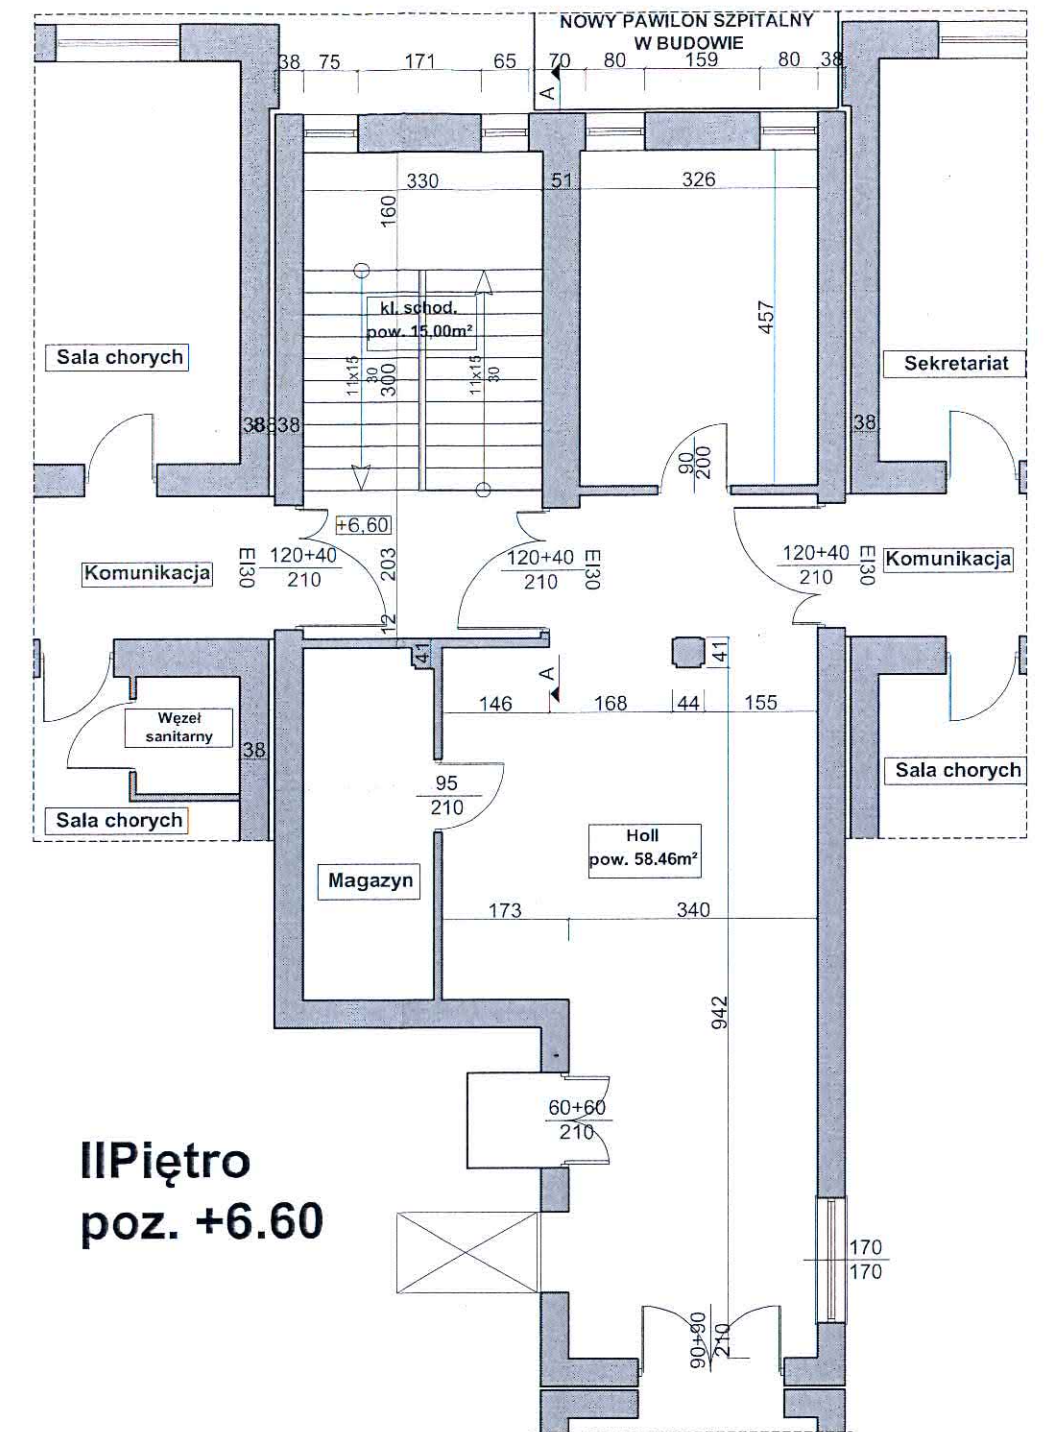 NOWY PAWILON SZPITALNY
W BUDOWIE
38 75 171 65 70 80 159 80 38
A
330 51 326
160
457
kl. schod.
pow. 15,00m²
Sala chorych
Sekretariat
11x15
30
300
11x15
30
38 38 38
38
90
200
+6,60
Komunikacja
EI30
120+40
210
203
12
120+40
210
EI30
120+40
210
EI30
Komunikacja
41
41
A
146 168 44 155
Węzeł
sanitarny
38
Sala chorych
Sala chorych
95
210
Holl
pow. 58.46m²
Magazyn
173 340
942
60+60
210
IIPiętro
poz. +6.60
170
170
90+90
210